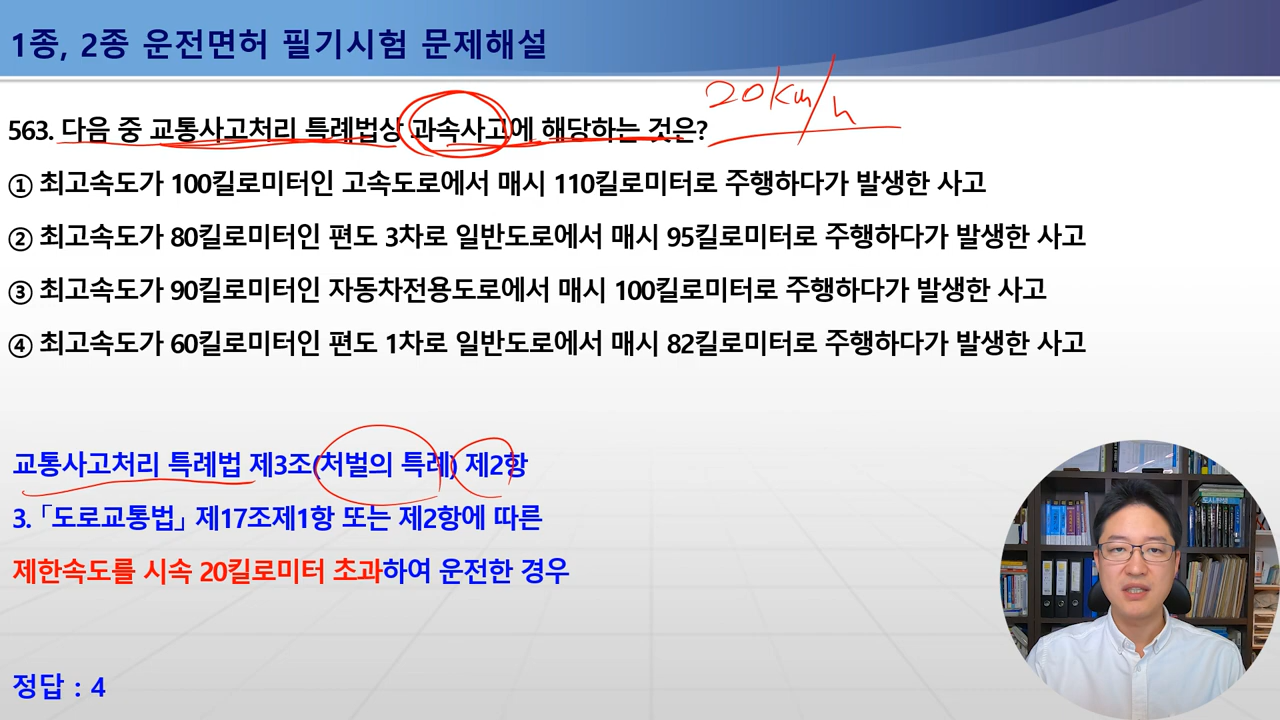 1종, 2종 운전면허 필기시험 문제해설
20km/h
563. 다음 중 교통사고처리 특례법상 과속사고에 해당하는 것은?
① 최고속도가 100킬로미터인 고속도로에서 매시 110킬로미터로 주행하다가 발생한 사고
② 최고속도가 80킬로미터인 편도 3차로 일반도로에서 매시 95킬로미터로 주행하다가 발생한 사고
③ 최고속도가 90킬로미터인 자동차전용도로에서 매시 100킬로미터로 주행하다가 발생한 사고
④ 최고속도가 60킬로미터인 편도 1차로 일반도로에서 매시 82킬로미터로 주행하다가 발생한 사고
교통사고처리 특례법 제3조(처벌의 특례) 제2항
3. 「도로교통법」 제17조제1항 또는 제2항에 따른
제한속도를 시속 20킬로미터 초과하여 운전한 경우
정답 : 4